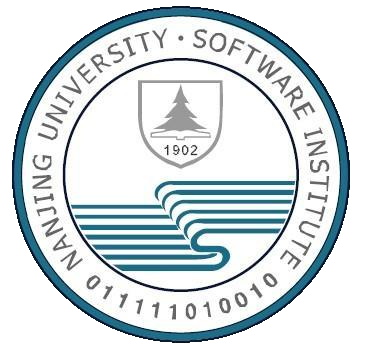 NANJING UNIVERSITY · SOFTWARE INSTITUTE
1902
011111010010